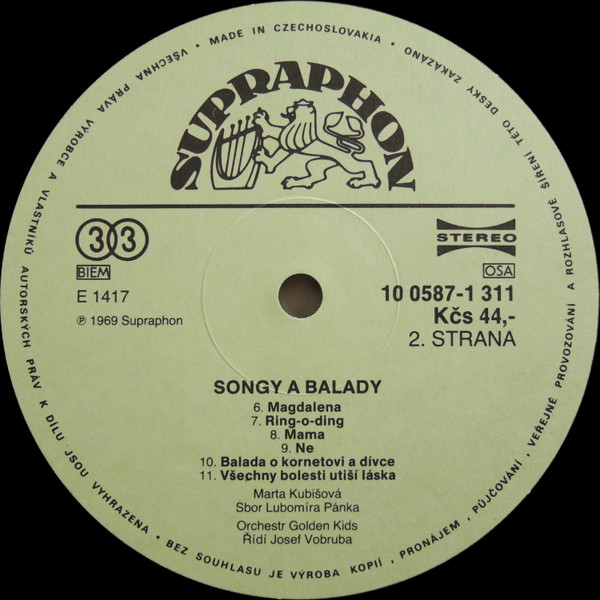 VŠECHNA PRÁVA VÝROBCE A VLASTNÍKŮ AUTORSKÝCH PRÁV K DÍLU JSOU VYHRAZENA • BEZ SOUHLASU JE VÝROBA KOPIÍ, PRONÁJEM, PŮJČOVÁNÍ, VEŘEJNÉ PROVOZOVÁNÍ A ROZHLASOVÉ ŠÍŘENÍ TÉTO DESKY ZAKÁZÁNO • MADE IN CZECHOSLOVAKIA •
SUPRAPHON
33
STEREO
BIEM
OSA
E 1417
10 0587-1 311
Kčs 44,-
℗ 1969 Supraphon
2. STRANA
SONGY A BALADY
6. Magdalena
7. Ring-o-ding
8. Mama
9. Ne
10. Balada o kornetovi a dívce
11. Všechny bolesti utiší láska
Marta Kubišová
Sbor Lubomíra Pánka
Orchestr Golden Kids
Řídí Josef Vobruba